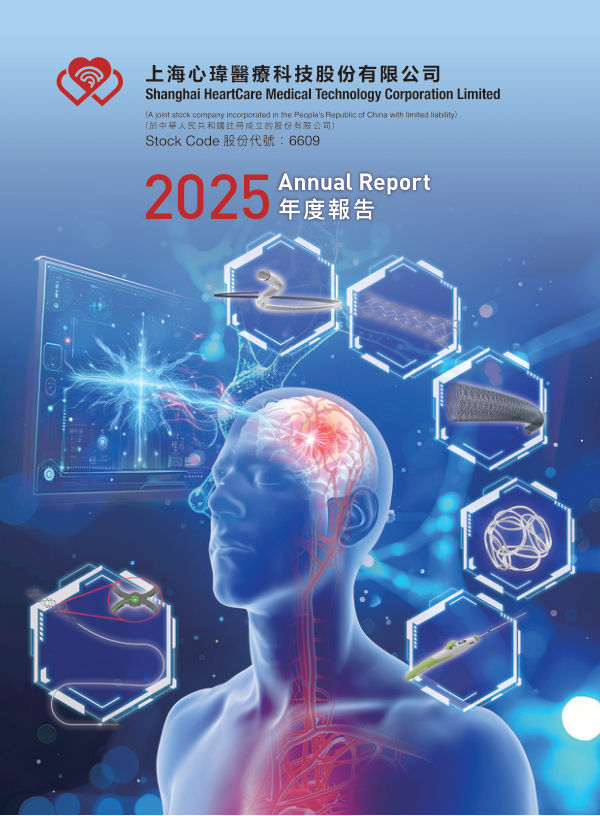 上海心瑋醫療科技股份有限公司
Shanghai HeartCare Medical Technology Corporation Limited
(A joint stock company incorporated in the People's Republic of China with limited liability)
(於中華人民共和國註冊成立的股份有限公司)
Stock Code 股份代號：6609
2025 Annual Report
年度報告